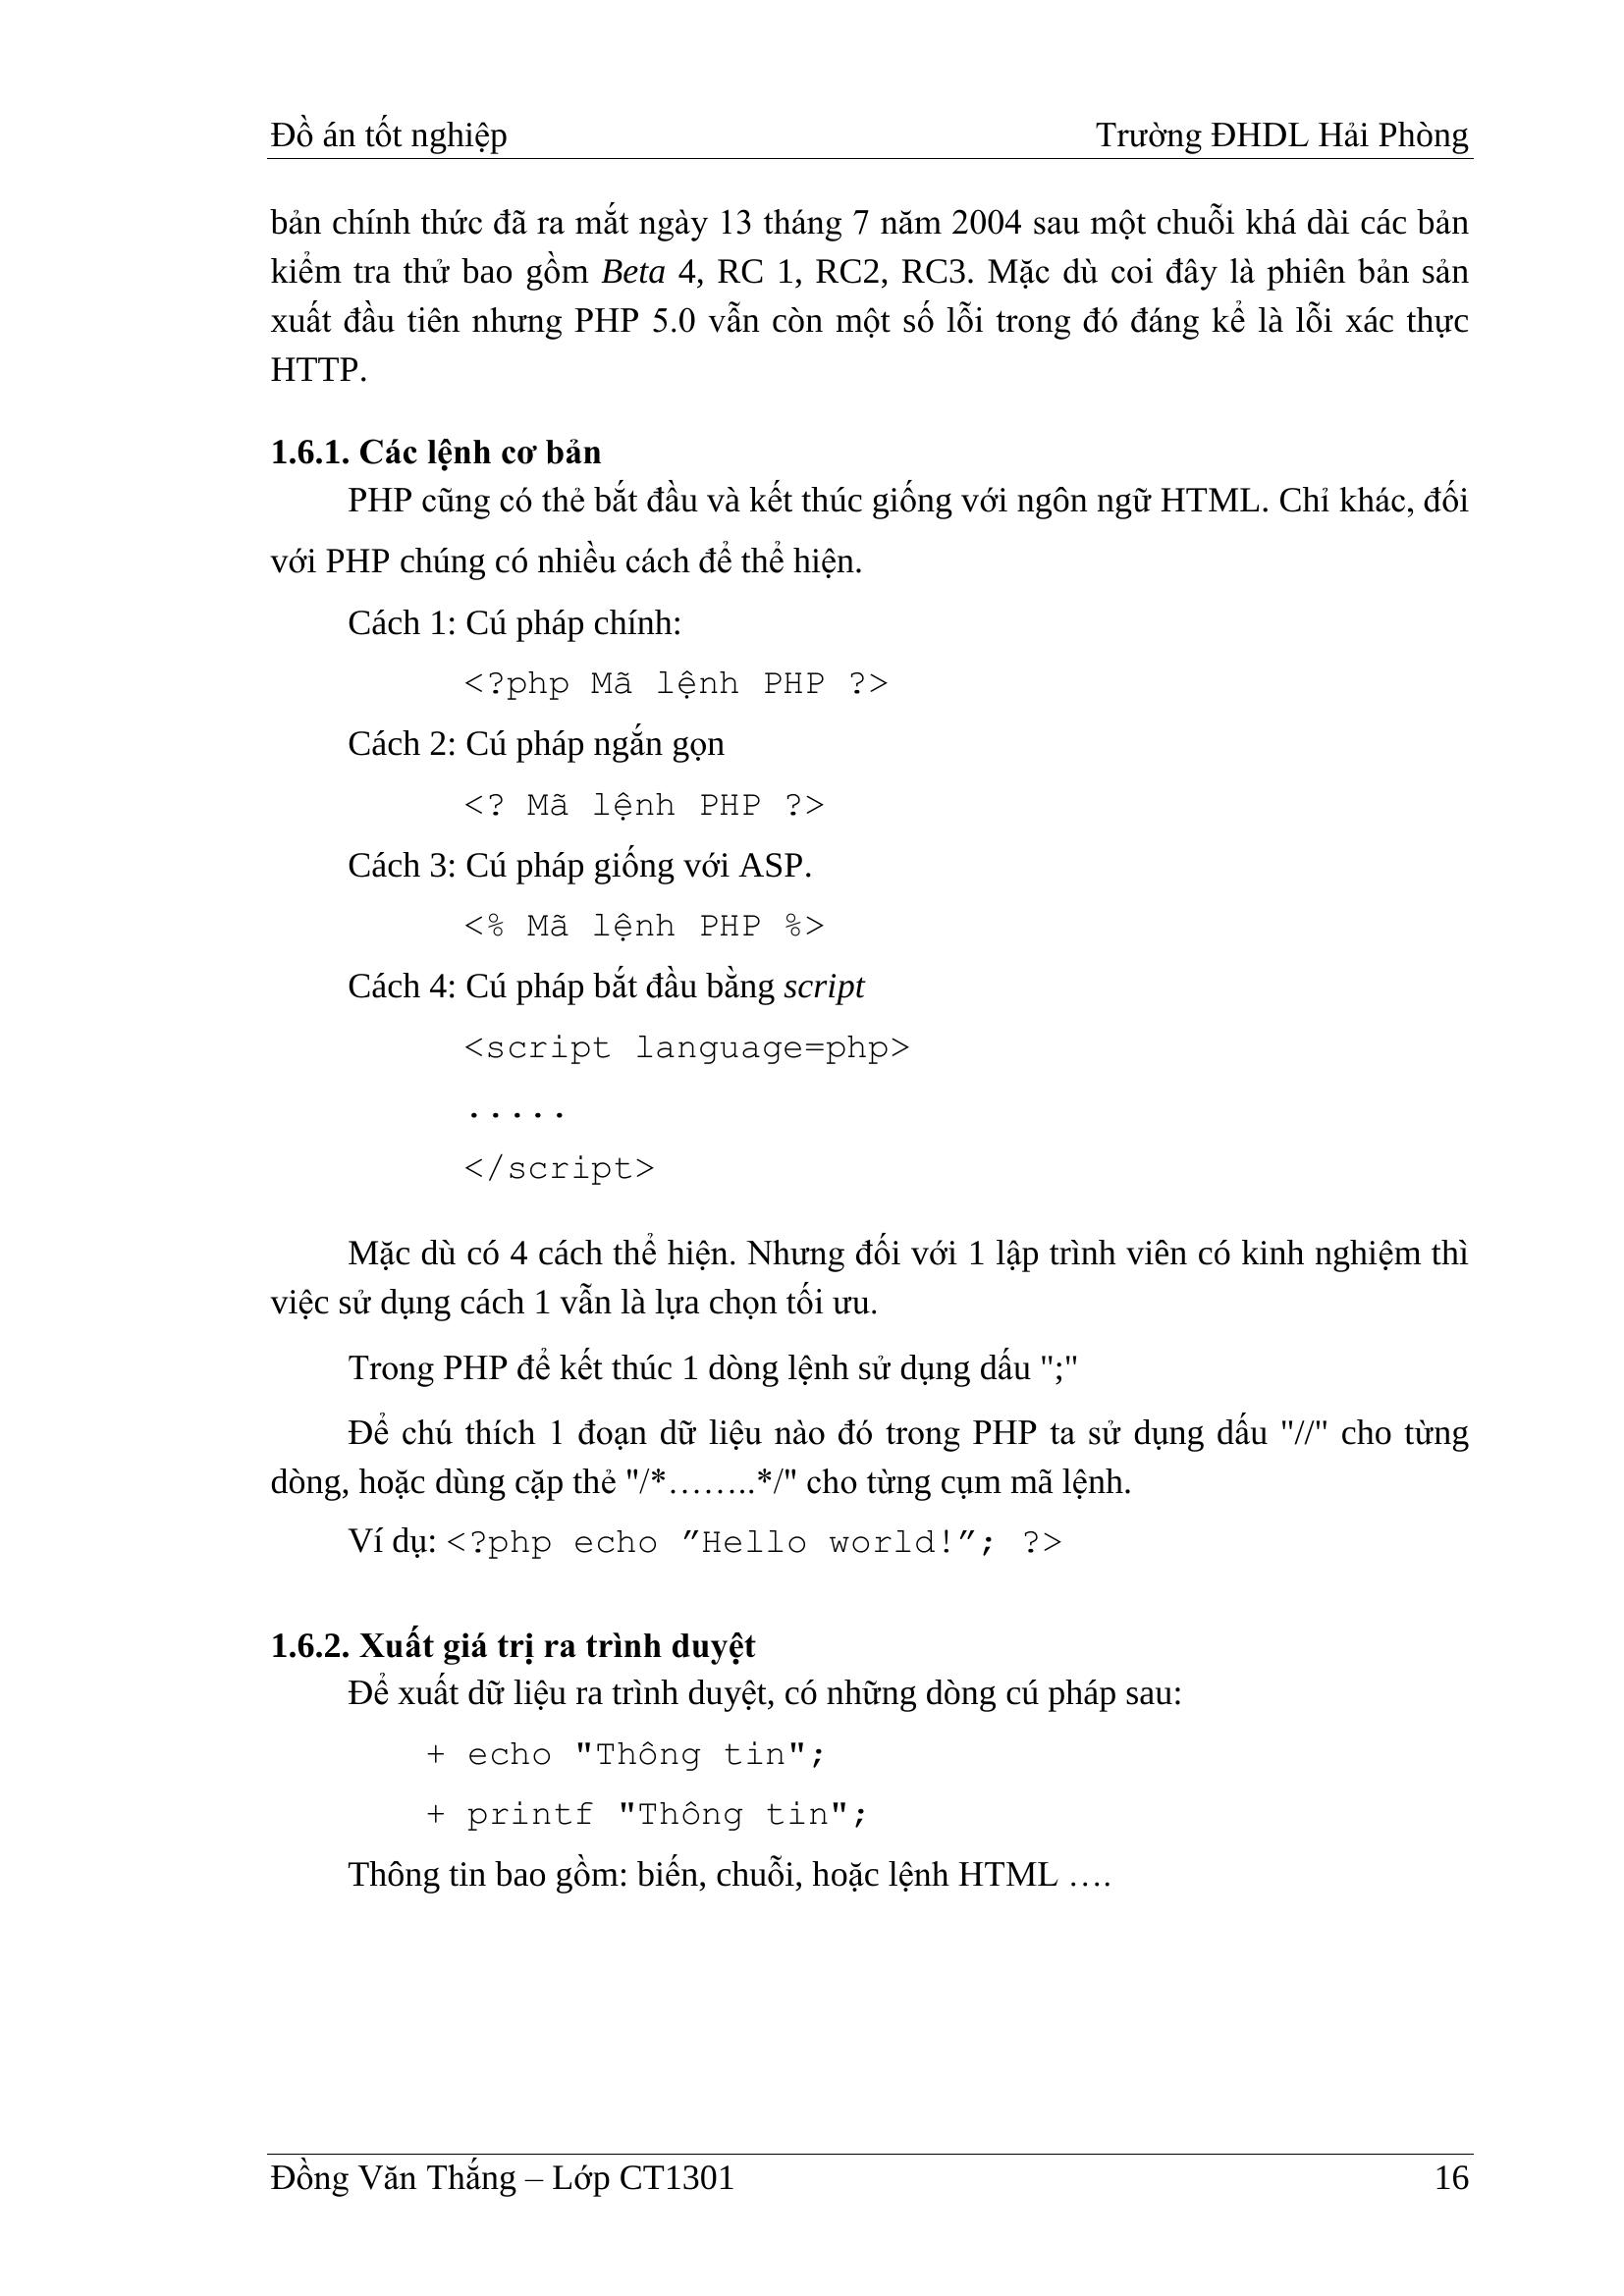 Đồ án tốt nghiệp Trường ĐHDL Hải Phòng
bản chính thức đã ra mắt ngày 13 tháng 7 năm 2004 sau một chuỗi khá dài các bản
kiểm tra thử bao gồm Beta 4, RC 1, RC2, RC3. Mặc dù coi đây là phiên bản sản
xuất đầu tiên nhưng PHP 5.0 vẫn còn một số lỗi trong đó đáng kể là lỗi xác thực
HTTP.
1.6.1. Các lệnh cơ bản
PHP cũng có thẻ bắt đầu và kết thúc giống với ngôn ngữ HTML. Chỉ khác, đối
với PHP chúng có nhiều cách để thể hiện.
Cách 1: Cú pháp chính:
<?php Mã lệnh PHP ?>
Cách 2: Cú pháp ngắn gọn
<? Mã lệnh PHP ?>
Cách 3: Cú pháp giống với ASP.
<% Mã lệnh PHP %>
Cách 4: Cú pháp bắt đầu bằng script
<script language=php>
.....
</script>
Mặc dù có 4 cách thể hiện. Nhưng đối với 1 lập trình viên có kinh nghiệm thì
việc sử dụng cách 1 vẫn là lựa chọn tối ưu.
Trong PHP để kết thúc 1 dòng lệnh sử dụng dấu ";"
Để chú thích 1 đoạn dữ liệu nào đó trong PHP ta sử dụng dấu "//" cho từng
dòng, hoặc dùng cặp thẻ "/*……..*/" cho từng cụm mã lệnh.
Ví dụ: <?php echo ”Hello world!”; ?>
1.6.2. Xuất giá trị ra trình duyệt
Để xuất dữ liệu ra trình duyệt, có những dòng cú pháp sau:
+ echo "Thông tin";
+ printf "Thông tin";
Thông tin bao gồm: biến, chuỗi, hoặc lệnh HTML ….
Đồng Văn Thắng – Lớp CT1301 16